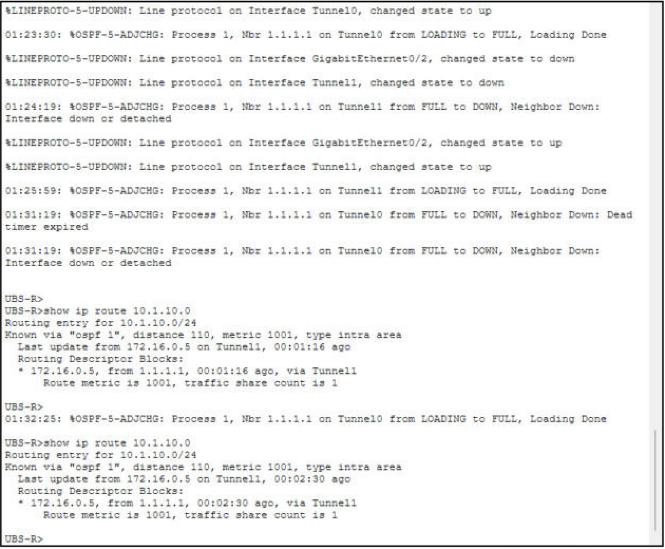 %LINEPROTO-5-UPDOWN: Line protocol on Interface Tunnel0, changed state to up
01:23:30: %OSPF-5-ADJCHG: Process 1, Nbr 1.1.1.1 on Tunnel0 from LOADING to FULL, Loading Done
%LINEPROTO-5-UPDOWN: Line protocol on Interface GigabitEthernet0/2, changed state to down
%LINEPROTO-5-UPDOWN: Line protocol on Interface Tunnel1, changed state to down
01:24:19: %OSPF-5-ADJCHG: Process 1, Nbr 1.1.1.1 on Tunnel1 from FULL to DOWN, Neighbor Down:
Interface down or detached
%LINEPROTO-5-UPDOWN: Line protocol on Interface GigabitEthernet0/2, changed state to up
%LINEPROTO-5-UPDOWN: Line protocol on Interface Tunnel1, changed state to up
01:25:59: %OSPF-5-ADJCHG: Process 1, Nbr 1.1.1.1 on Tunnel1 from LOADING to FULL, Loading Done
01:31:19: %OSPF-5-ADJCHG: Process 1, Nbr 1.1.1.1 on Tunnel0 from FULL to DOWN, Neighbor Down: Dead
timer expired
01:31:19: %OSPF-5-ADJCHG: Process 1, Nbr 1.1.1.1 on Tunnel0 from FULL to DOWN, Neighbor Down:
Interface down or detached
UBS-R>
UBS-R>show ip route 10.1.10.0
Routing entry for 10.1.10.0/24
Known via "ospf 1", distance 110, metric 1001, type intra area
Last update from 172.16.0.5 on Tunnel1, 00:01:16 ago
Routing Descriptor Blocks:
* 172.16.0.5, from 1.1.1.1, 00:01:16 ago, via Tunnel1
Route metric is 1001, traffic share count is 1
UBS-R>
01:32:25: %OSPF-5-ADJCHG: Process 1, Nbr 1.1.1.1 on Tunnel0 from LOADING to FULL, Loading Done
UBS-R>show ip route 10.1.10.0
Routing entry for 10.1.10.0/24
Known via "ospf 1", distance 110, metric 1001, type intra area
Last update from 172.16.0.5 on Tunnel1, 00:02:30 ago
Routing Descriptor Blocks:
* 172.16.0.5, from 1.1.1.1, 00:02:30 ago, via Tunnel1
Route metric is 1001, traffic share count is 1
UBS-R>